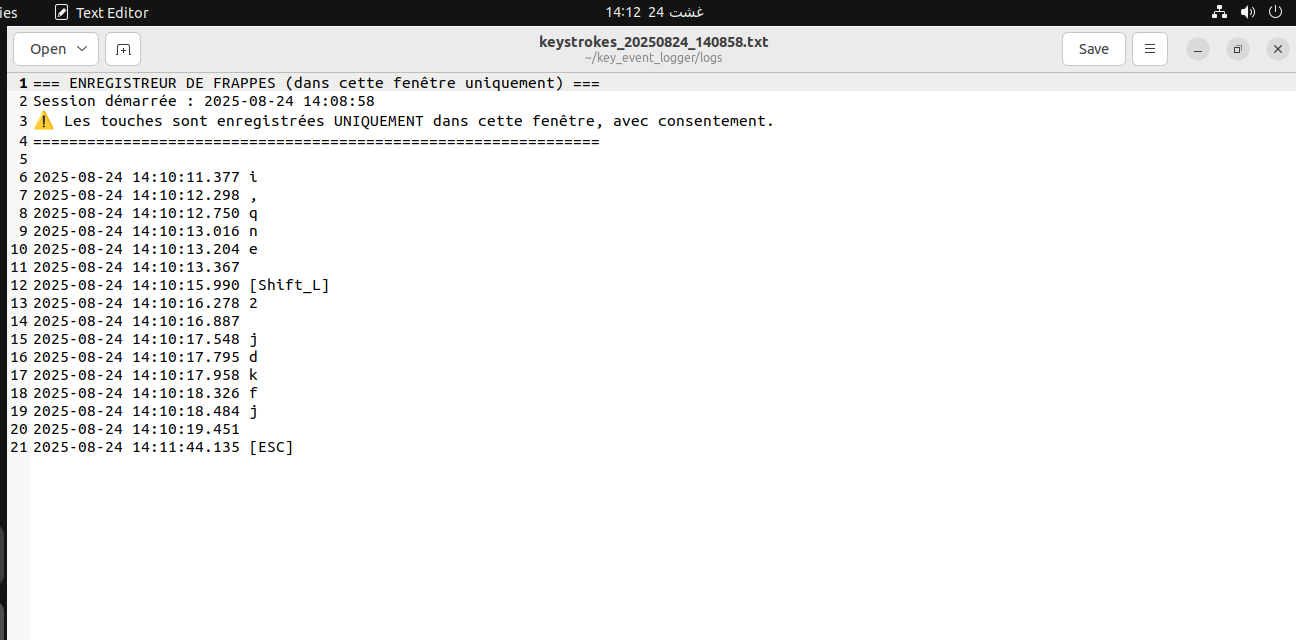 ies
Text Editor
14:12 24 غشت
Open
keystrokes_20250824_140858.txt
~/key_event_logger/logs
Save
1 === ENREGISTREUR DE FRAPPES (dans cette fenêtre uniquement) ===
2 Session démarrée : 2025-08-24 14:08:58
3 ⚠️ Les touches sont enregistrées UNIQUEMENT dans cette fenêtre, avec consentement.
4 ===============================================================
5
6 2025-08-24 14:10:11.377 i
7 2025-08-24 14:10:12.298 ,
8 2025-08-24 14:10:12.750 q
9 2025-08-24 14:10:13.016 n
10 2025-08-24 14:10:13.204 e
11 2025-08-24 14:10:13.367
12 2025-08-24 14:10:15.990 [Shift_L]
13 2025-08-24 14:10:16.278 2
14 2025-08-24 14:10:16.887
15 2025-08-24 14:10:17.548 j
16 2025-08-24 14:10:17.795 d
17 2025-08-24 14:10:17.958 k
18 2025-08-24 14:10:18.326 f
19 2025-08-24 14:10:18.484 j
20 2025-08-24 14:10:19.451
21 2025-08-24 14:11:44.135 [ESC]